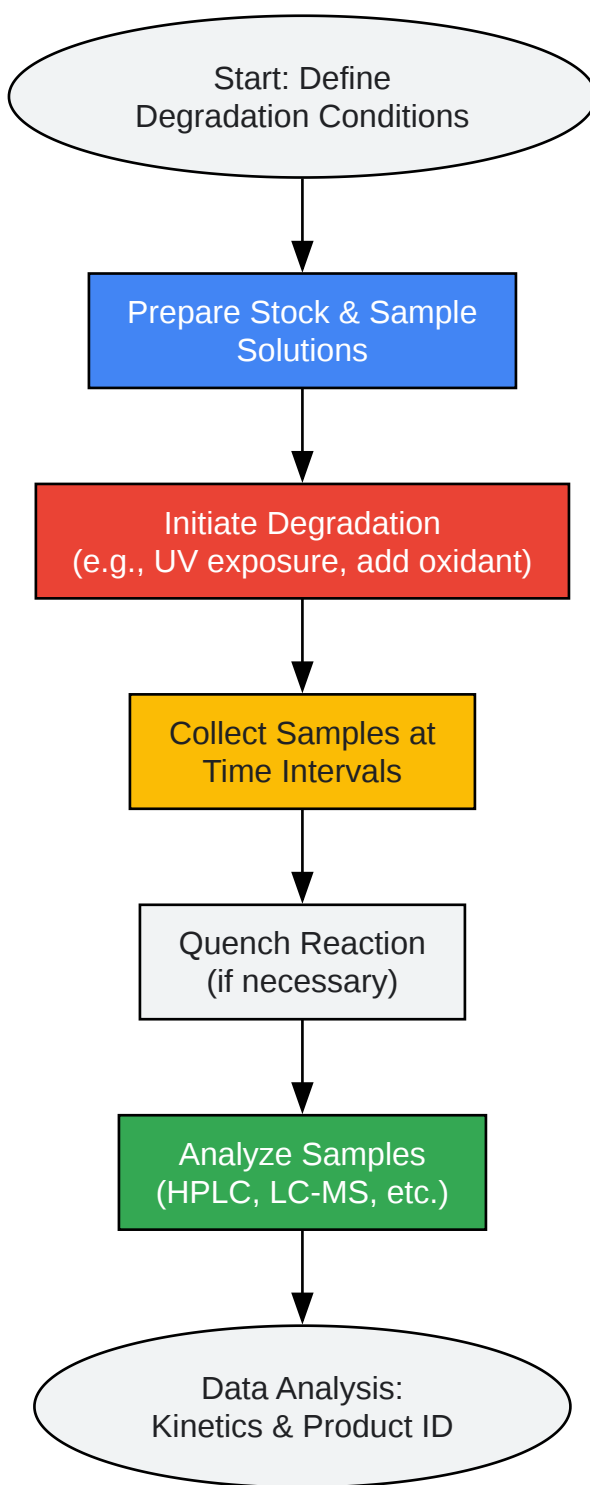 Start: Define
Degradation Conditions
Prepare Stock & Sample
Solutions
Initiate Degradation
(e.g., UV exposure, add oxidant)
Collect Samples at
Time Intervals
Quench Reaction
(if necessary)
Analyze Samples
(HPLC, LC-MS, etc.)
Data Analysis:
Kinetics & Product ID